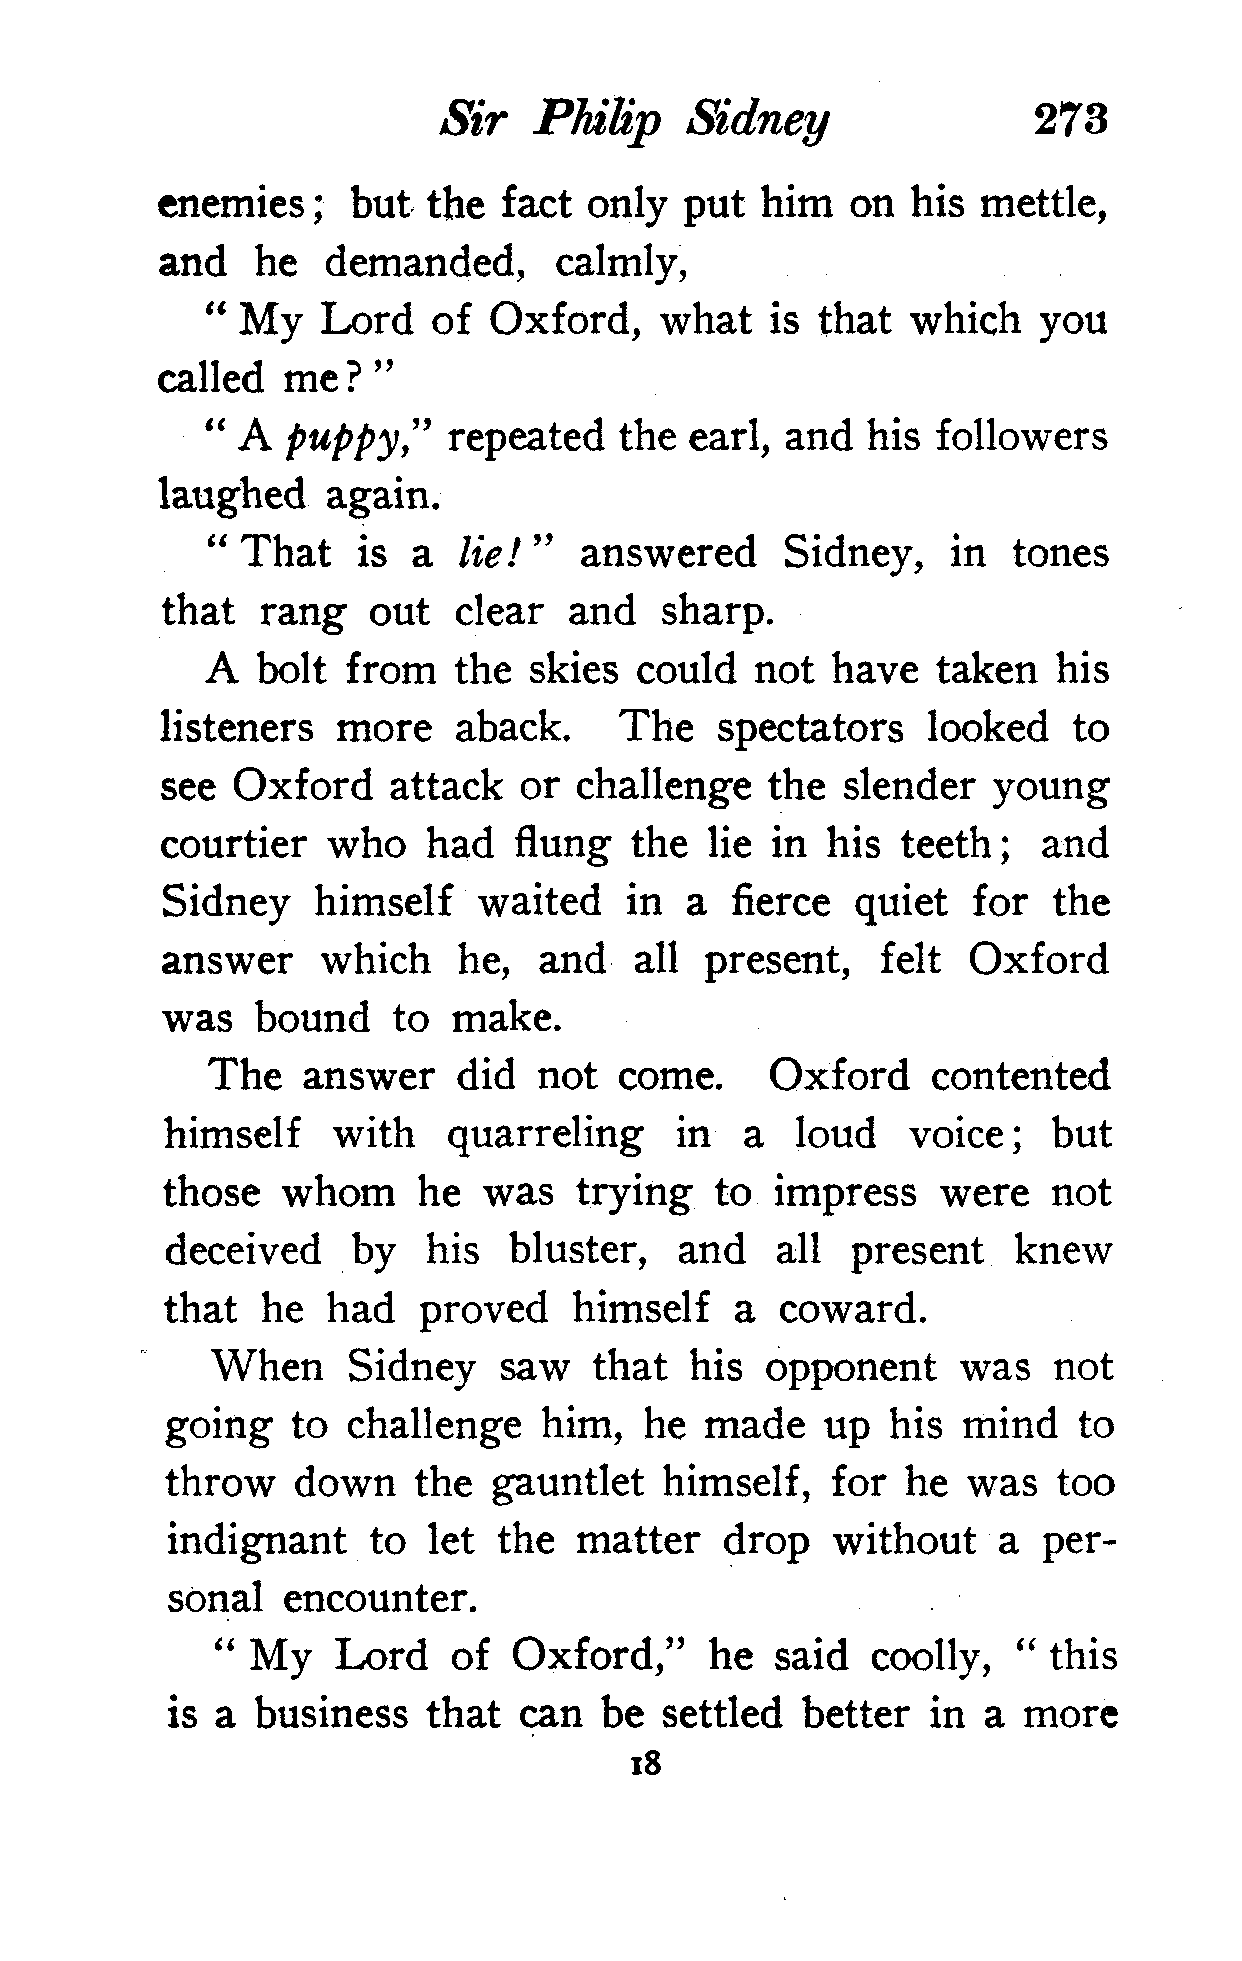 Sir Philip Sidney 273
enemies; but the fact only put him on his mettle,
and he demanded, calmly,
" My Lord of Oxford, what is that which you
called me? "
" A puppy," repeated the earl, and his followers
laughed again.
" That is a lie! " answered Sidney, in tones
that rang out clear and sharp.
A bolt from the skies could not have taken his
listeners more aback. The spectators looked to
see Oxford attack or challenge the slender young
courtier who had flung the lie in his teeth; and
Sidney himself waited in a fierce quiet for the
answer which he, and all present, felt Oxford
was bound to make.
The answer did not come. Oxford contented
himself with quarreling in a loud voice; but
those whom he was trying to impress were not
deceived by his bluster, and all present knew
that he had proved himself a coward.
When Sidney saw that his opponent was not
going to challenge him, he made up his mind to
throw down the gauntlet himself, for he was too
indignant to let the matter drop without a per-
sonal encounter.
" My Lord of Oxford," he said coolly, " this
is a business that can be settled better in a more
18